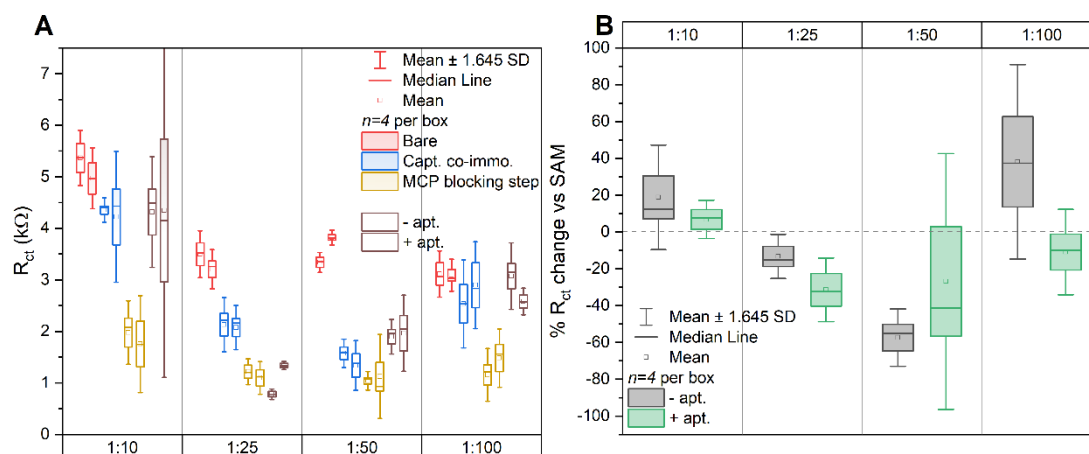 A
7
6
5
4
3
2
1
0
R_ct (kΩ)
Mean ± 1.645 SD
Median Line
Mean
n=4 per box
Bare
Capt. co-immo.
MCP blocking step
- apt.
+ apt.
1:10 1:25 1:50 1:100
B
1:10 1:25 1:50 1:100
100
80
60
40
20
0
-20
-40
-60
-80
-100
% R_ct change vs SAM
Mean ± 1.645 SD
Median Line
Mean
n=4 per box
- apt.
+ apt.